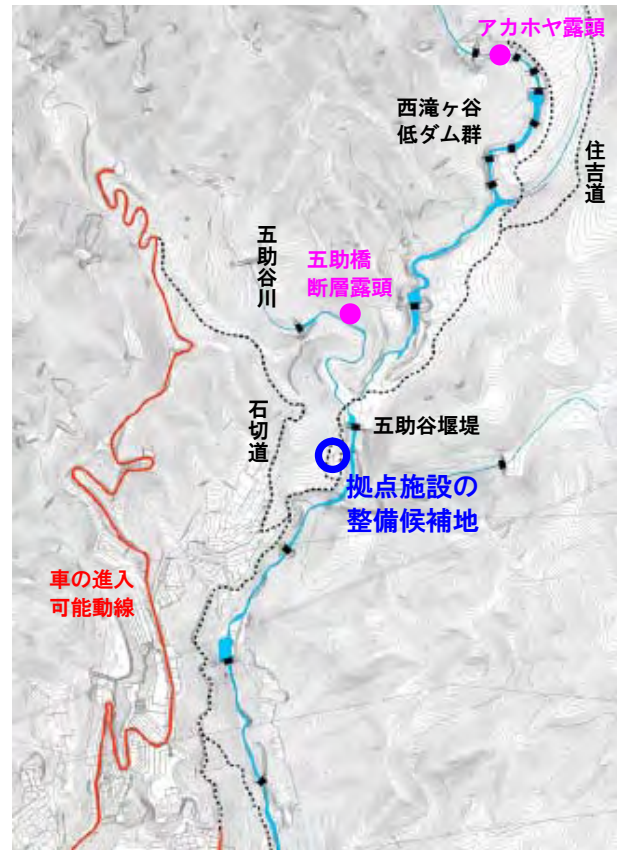 アカホヤ露頭
西滝ヶ谷
低ダム群
住吉道
五助谷川
五助橋
断層露頭
石切道
五助谷堰堤
拠点施設の
整備候補地
車の進入
可能動線